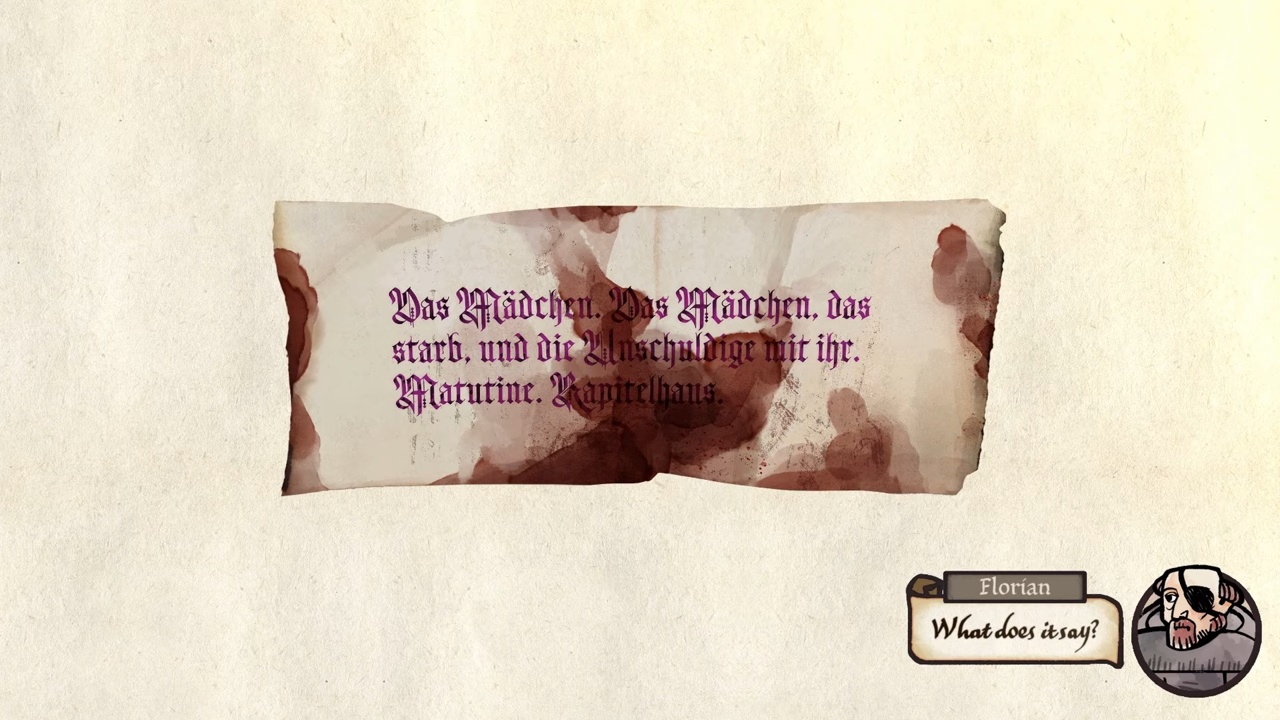 Das Mädchen. Das Mädchen, das
starb, und die Unschuldige mit ihr.
Matutine. Kapitelhaus.
Florian
What does it say?